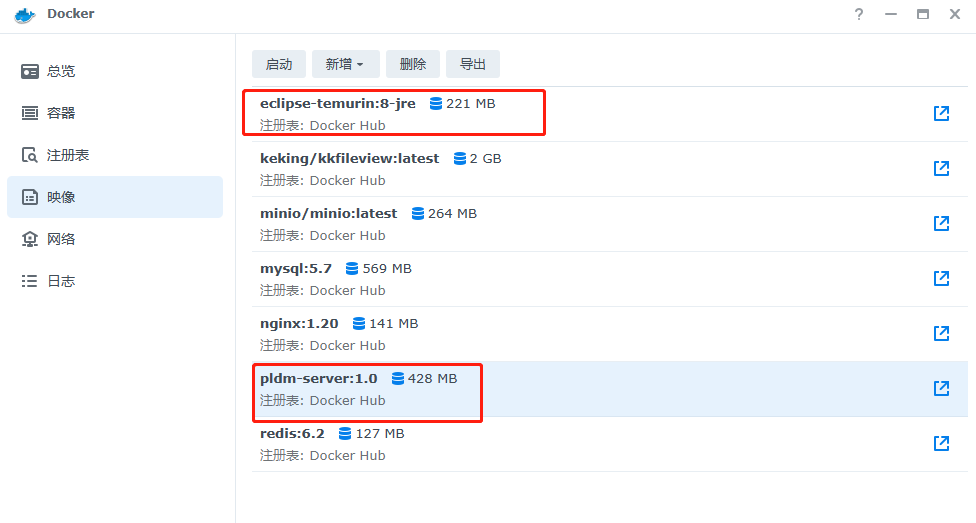 Docker
?
总览
容器
注册表
映像
网络
日志
启动 新增 删除 导出
eclipse-temurin:8-jre 221 MB
注册表: Docker Hub
keking/kkfileview:latest 2 GB
注册表: Docker Hub
minio/minio:latest 264 MB
注册表: Docker Hub
mysql:5.7 569 MB
注册表: Docker Hub
nginx:1.20 141 MB
注册表: Docker Hub
pldm-server:1.0 428 MB
注册表: Docker Hub
redis:6.2 127 MB
注册表: Docker Hub